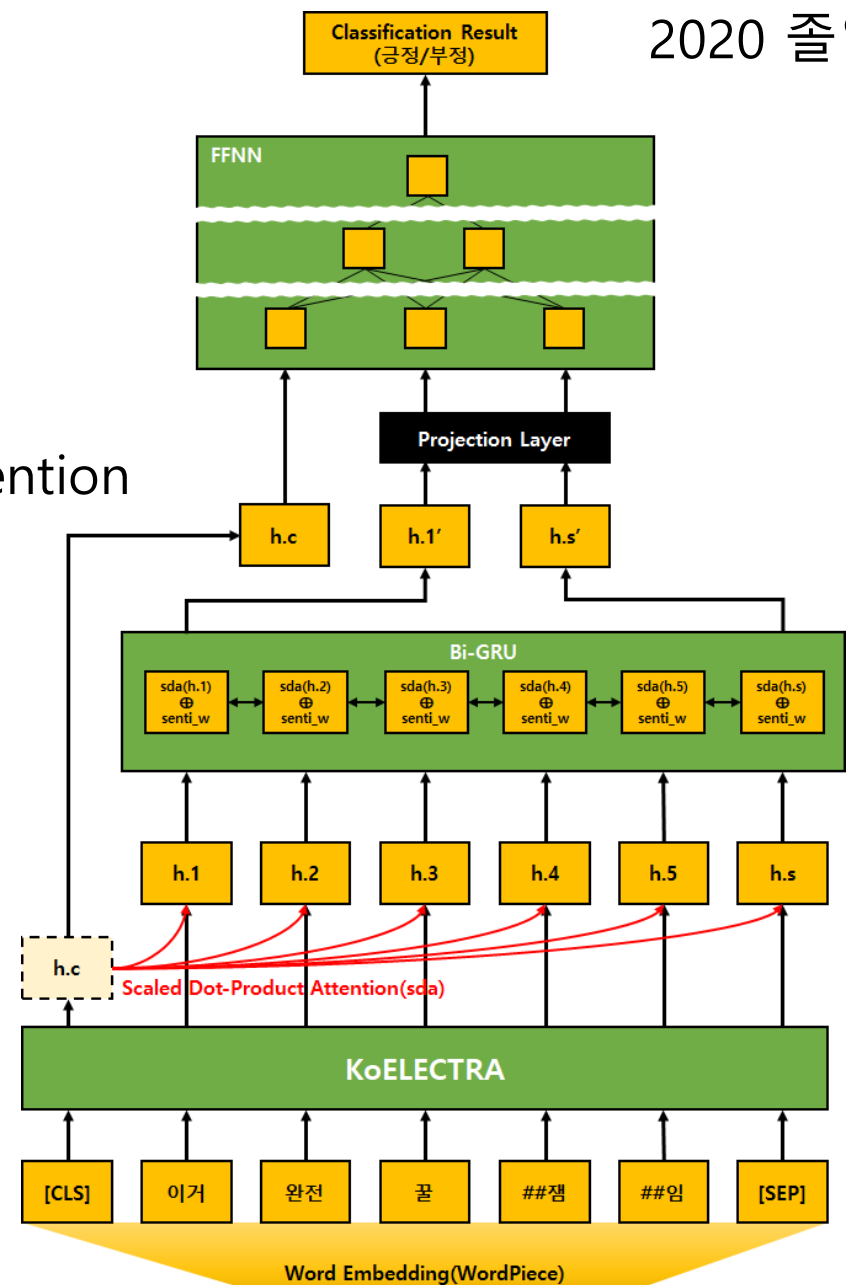 2020 졸
Classification Result
(긍정/부정)
FFNN
Projection Layer
ention
h.c h.1’ h.s’
Bi-GRU
sda(h.1) sda(h.2) sda(h.3) sda(h.4) sda(h.5) sda(h.s)
⊕ ⊕ ⊕ ⊕ ⊕ ⊕
senti_w senti_w senti_w senti_w senti_w senti_w
h.1 h.2 h.3 h.4 h.5 h.s
h.c
Scaled Dot-Product Attention(sda)
KoELECTRA
[CLS] 이거 완전 꿀 ##잼 ##임 [SEP]
Word Embedding(WordPiece)